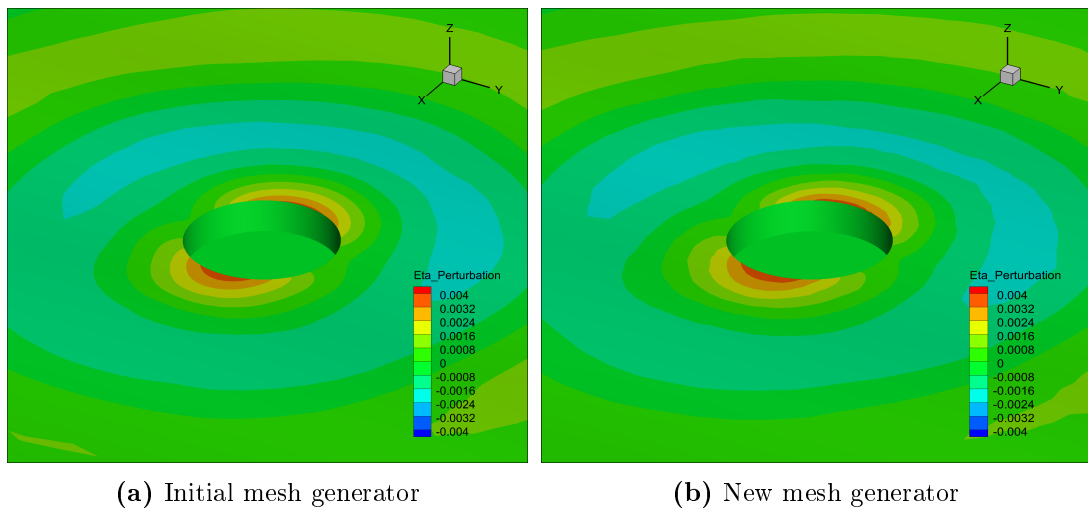 Z
X
Y
Eta_Perturbation
0.004
0.0032
0.0024
0.0016
0.0008
0
-0.0008
-0.0016
-0.0024
-0.0032
-0.004
(a) Initial mesh generator
Z
X
Y
Eta_Perturbation
0.004
0.0032
0.0024
0.0016
0.0008
0
-0.0008
-0.0016
-0.0024
-0.0032
-0.004
(b) New mesh generator